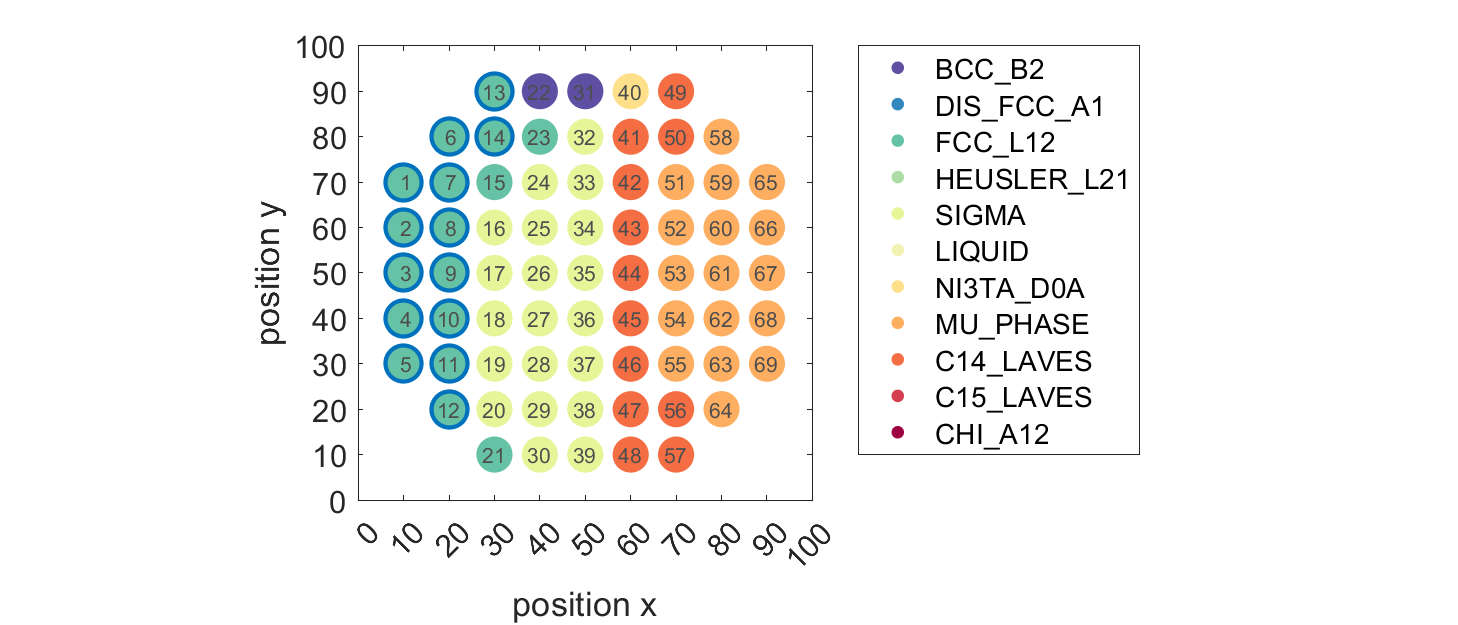 100
90
80
70
60
50
40
30
20
10
0
position y
13 22 31 40 49
6 14 23 32 41 50 58
1 7 15 24 33 42 51 59 65
2 8 16 25 34 43 52 60 66
3 9 17 26 35 44 53 61 67
4 10 18 27 36 45 54 62 68
5 11 19 28 37 46 55 63 69
12 20 29 38 47 56 64
21 30 39 48 57
0 10 20 30 40 50 60 70 80 90 100
position x
BCC_B2
DIS_FCC_A1
FCC_L12
HEUSLER_L21
SIGMA
LIQUID
NI3TA_D0A
MU_PHASE
C14_LAVES
C15_LAVES
CHI_A12